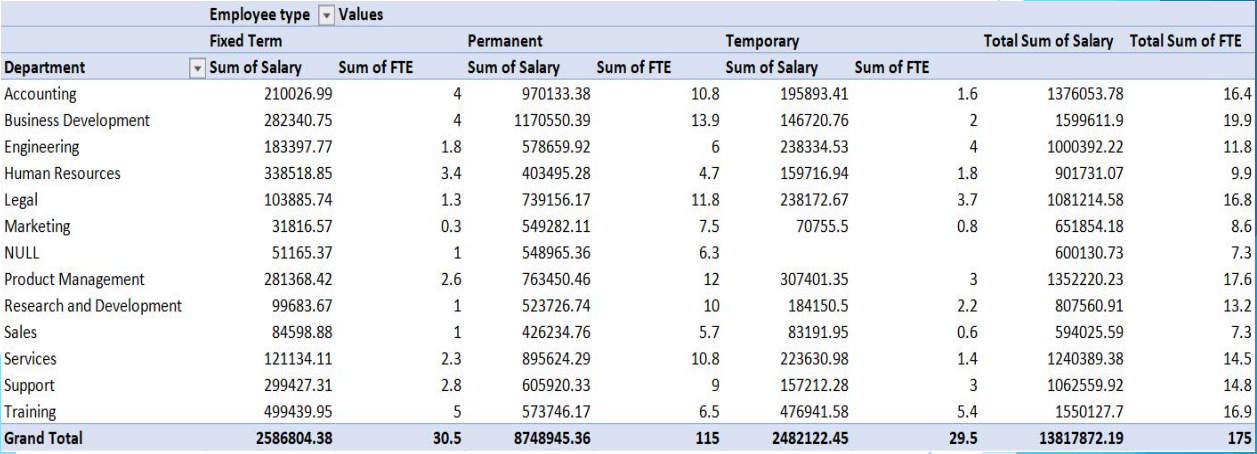 Employee type Values
Fixed Term Permanent Temporary Total Sum of Salary Total Sum of FTE
Department Sum of Salary Sum of FTE Sum of Salary Sum of FTE Sum of Salary Sum of FTE
Accounting 210026.99 4 970133.38 10.8 195893.41 1.6 1376053.78 16.4
Business Development 282340.75 4 1170550.39 13.9 146720.76 2 1599611.9 19.9
Engineering 183397.77 1.8 578659.92 6 238334.53 4 1000392.22 11.8
Human Resources 338518.85 3.4 403495.28 4.7 159716.94 1.8 901731.07 9.9
Legal 103885.74 1.3 739156.17 11.8 238172.67 3.7 1081214.58 16.8
Marketing 31816.57 0.3 549282.11 7.5 70755.5 0.8 651854.18 8.6
NULL 51165.37 1 548965.36 6.3 600130.73 7.3
Product Management 281368.42 2.6 763450.46 12 307401.35 3 1352220.23 17.6
Research and Development 99683.67 1 523726.74 10 184150.5 2.2 807560.91 13.2
Sales 84598.88 1 426234.76 5.7 83191.95 0.6 594025.59 7.3
Services 121134.11 2.3 895624.29 10.8 223630.98 1.4 1240389.38 14.5
Support 299427.31 2.8 605920.33 9 157212.28 3 1062559.92 14.8
Training 499439.95 5 573746.17 6.5 476941.58 5.4 1550127.7 16.9
Grand Total 2586804.38 30.5 8748945.36 115 2482122.45 29.5 13817872.19 175